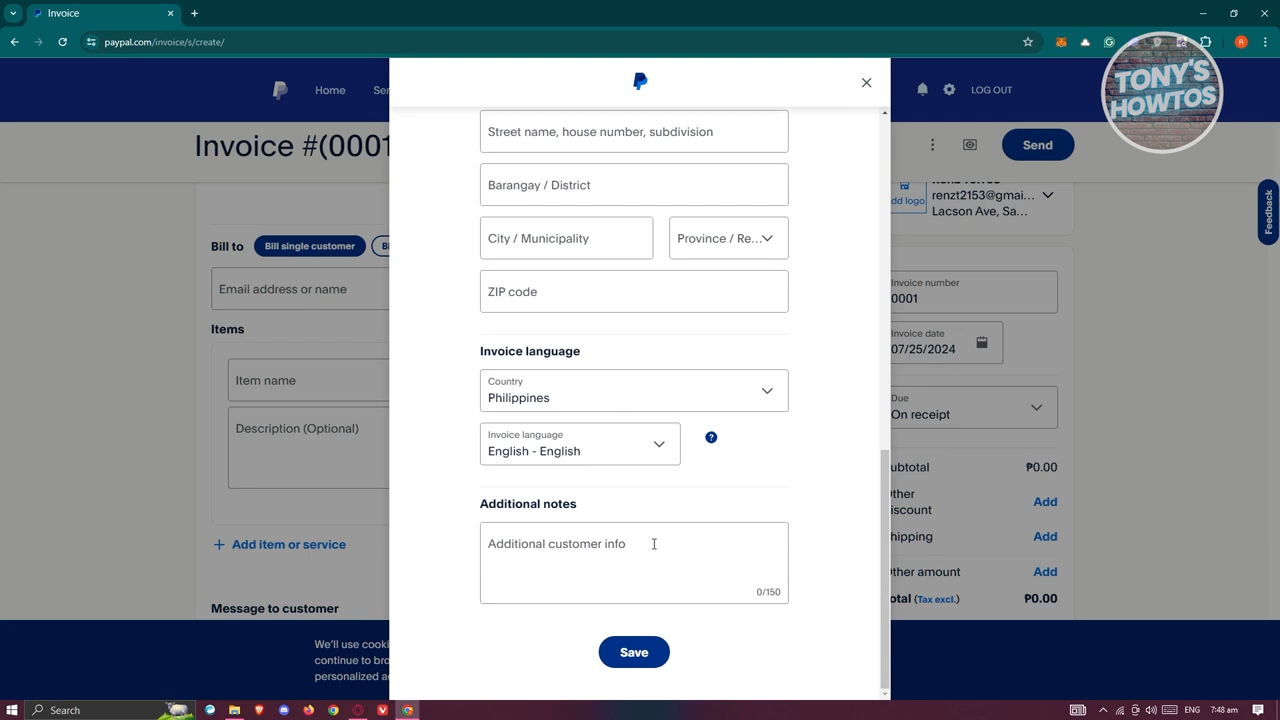 Invoice
paypal.com/invoice/s/create/
R
TONY'S
HOWTOS
Home
LOG OUT
Invoice #(0001
Send
renzt2153@gmai...
Lacson Ave, Sa...
Feedback
Bill to
Bill single customer
Email address or name
Items
Item name
Description (Optional)
Add item or service
Message to customer
We'll use cooki
continue to bro
personalized a
Street name, house number, subdivision
Barangay / District
City / Municipality
Province / Re...
ZIP code
Invoice language
Country
Philippines
?
Invoice language
English - English
Additional notes
Additional customer info
0/150
Save
Invoice number
0001
Invoice date
07/25/2024
Due
On receipt
ubtotal
₱0.00
ther
iscount
Add
hipping
Add
ther amount
Add
otal (Tax excl.)
₱0.00
Search
ENG
7:48 am